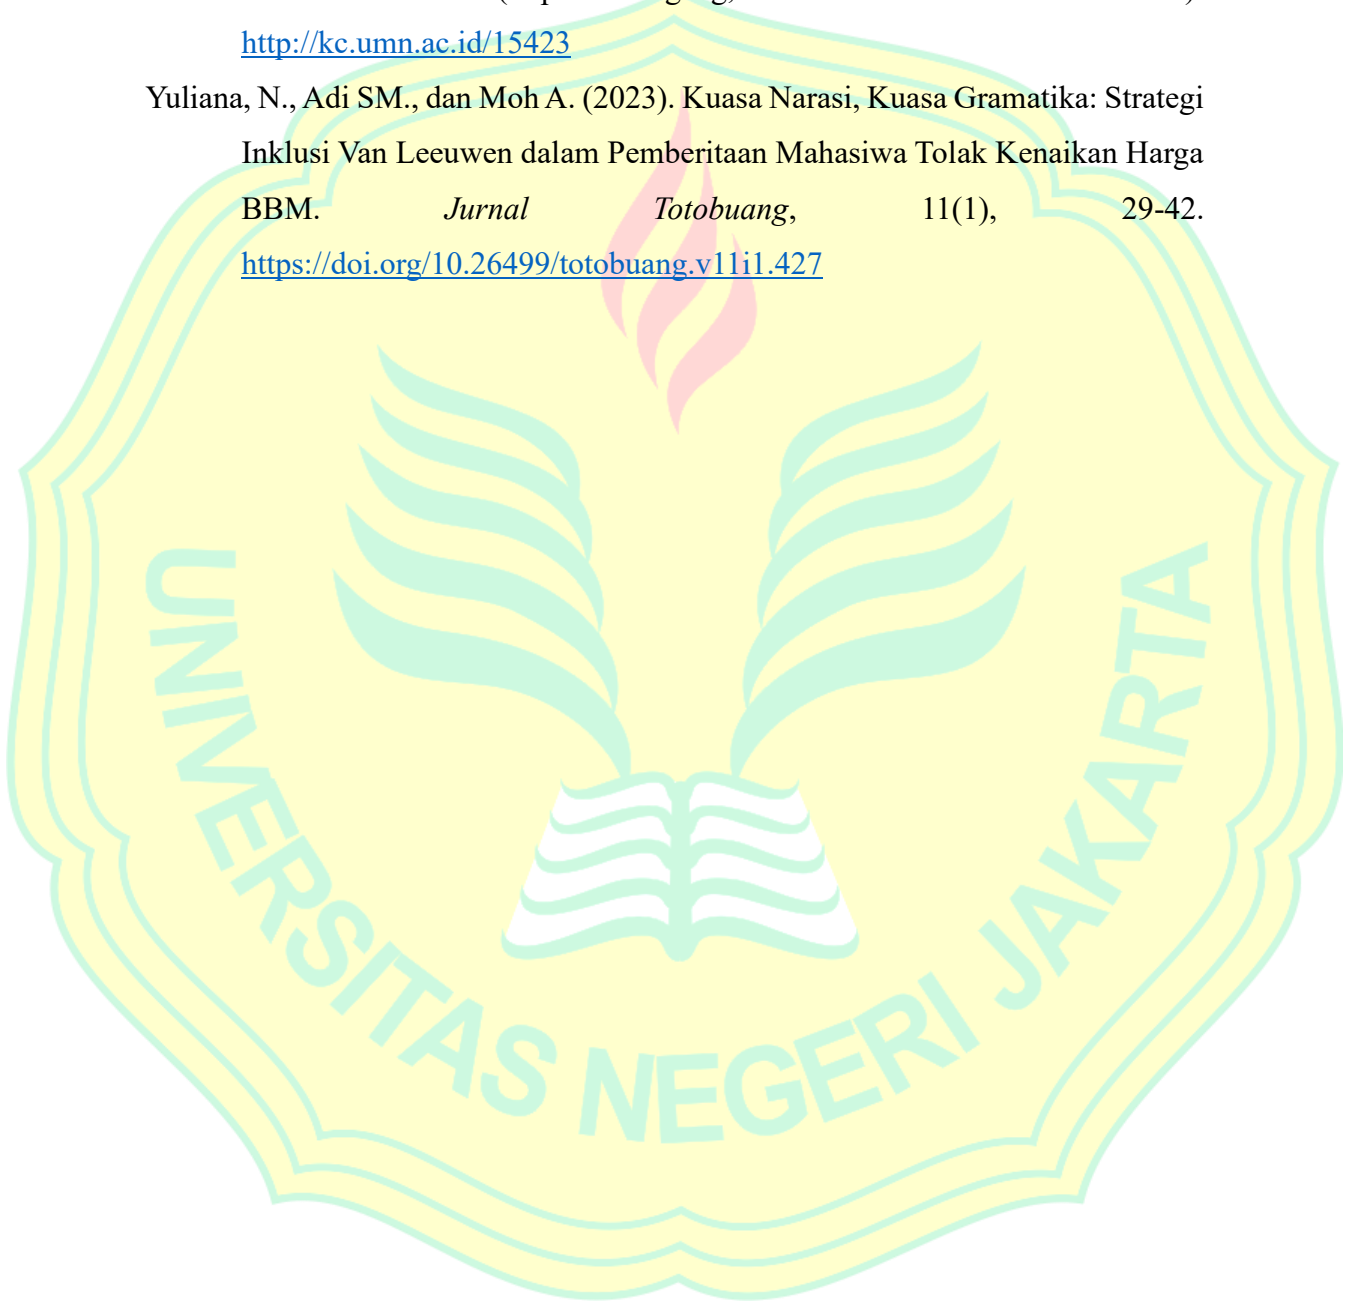 http://kc.umn.ac.id/15423
Yuliana, N., Adi SM., dan Moh A. (2023). Kuasa Narasi, Kuasa Gramatika: Strategi
Inklusi Van Leeuwen dalam Pemberitaan Mahasiwa Tolak Kenaikan Harga
BBM. Jurnal Totobuang, 11(1), 29-42.
https://doi.org/10.26499/totobuang.v11i1.427
UNIVERSITAS NEGERI JAKARTA